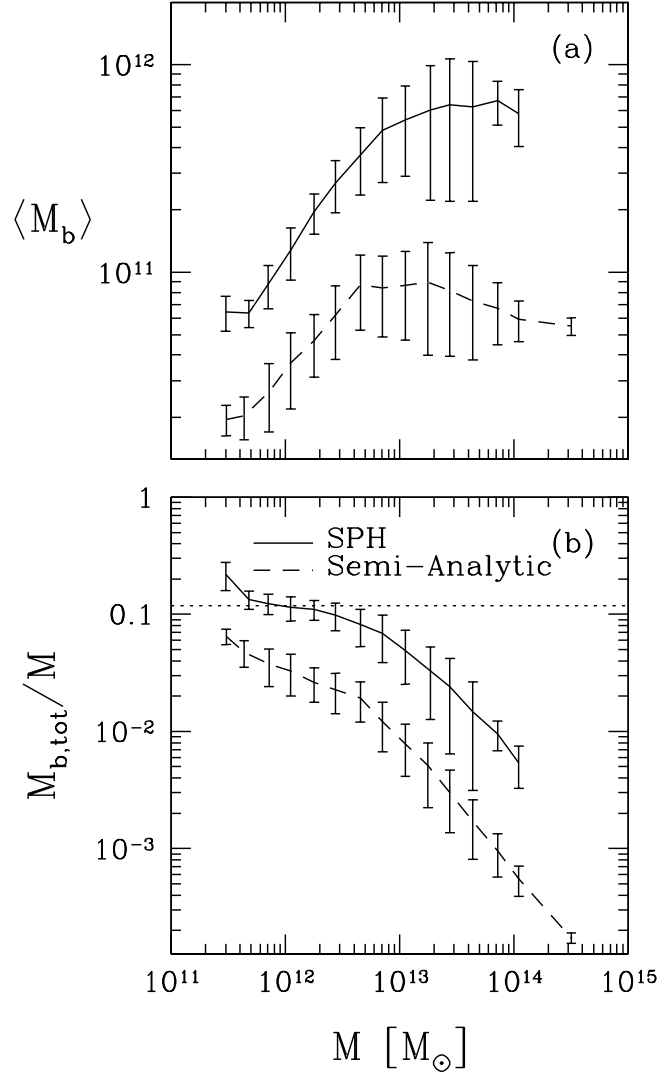 (a)
10¹²
⟨M_b⟩
10¹¹
1
SPH
(b)
Semi-Analytic
0.1
M_b,tot/M
10⁻²
10⁻³
10¹¹ 10¹² 10¹³ 10¹⁴ 10¹⁵
M [M_⊙]